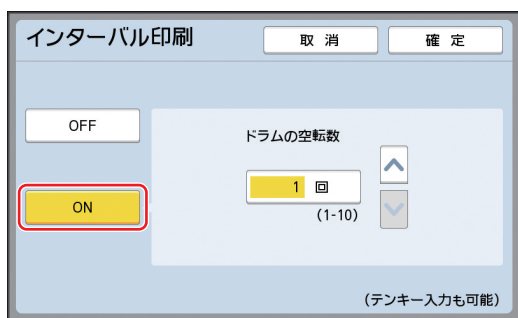 インターバル印刷
取 消
確 定
OFF
ON
ドラムの空転数
1 回
(1-10)
(テンキー入力も可能)